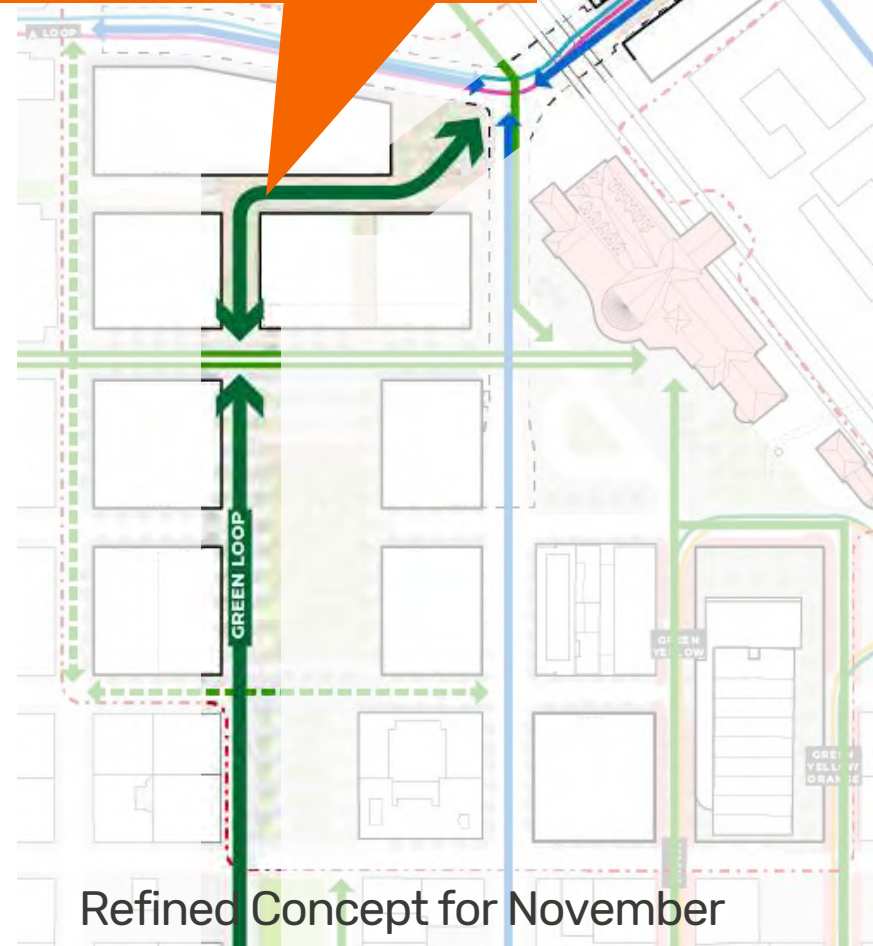 A LOOP
GREEN LOOP
GREEN
YELLOW
GREEN
YELLOW/
ORANGE
Refined Concept for November